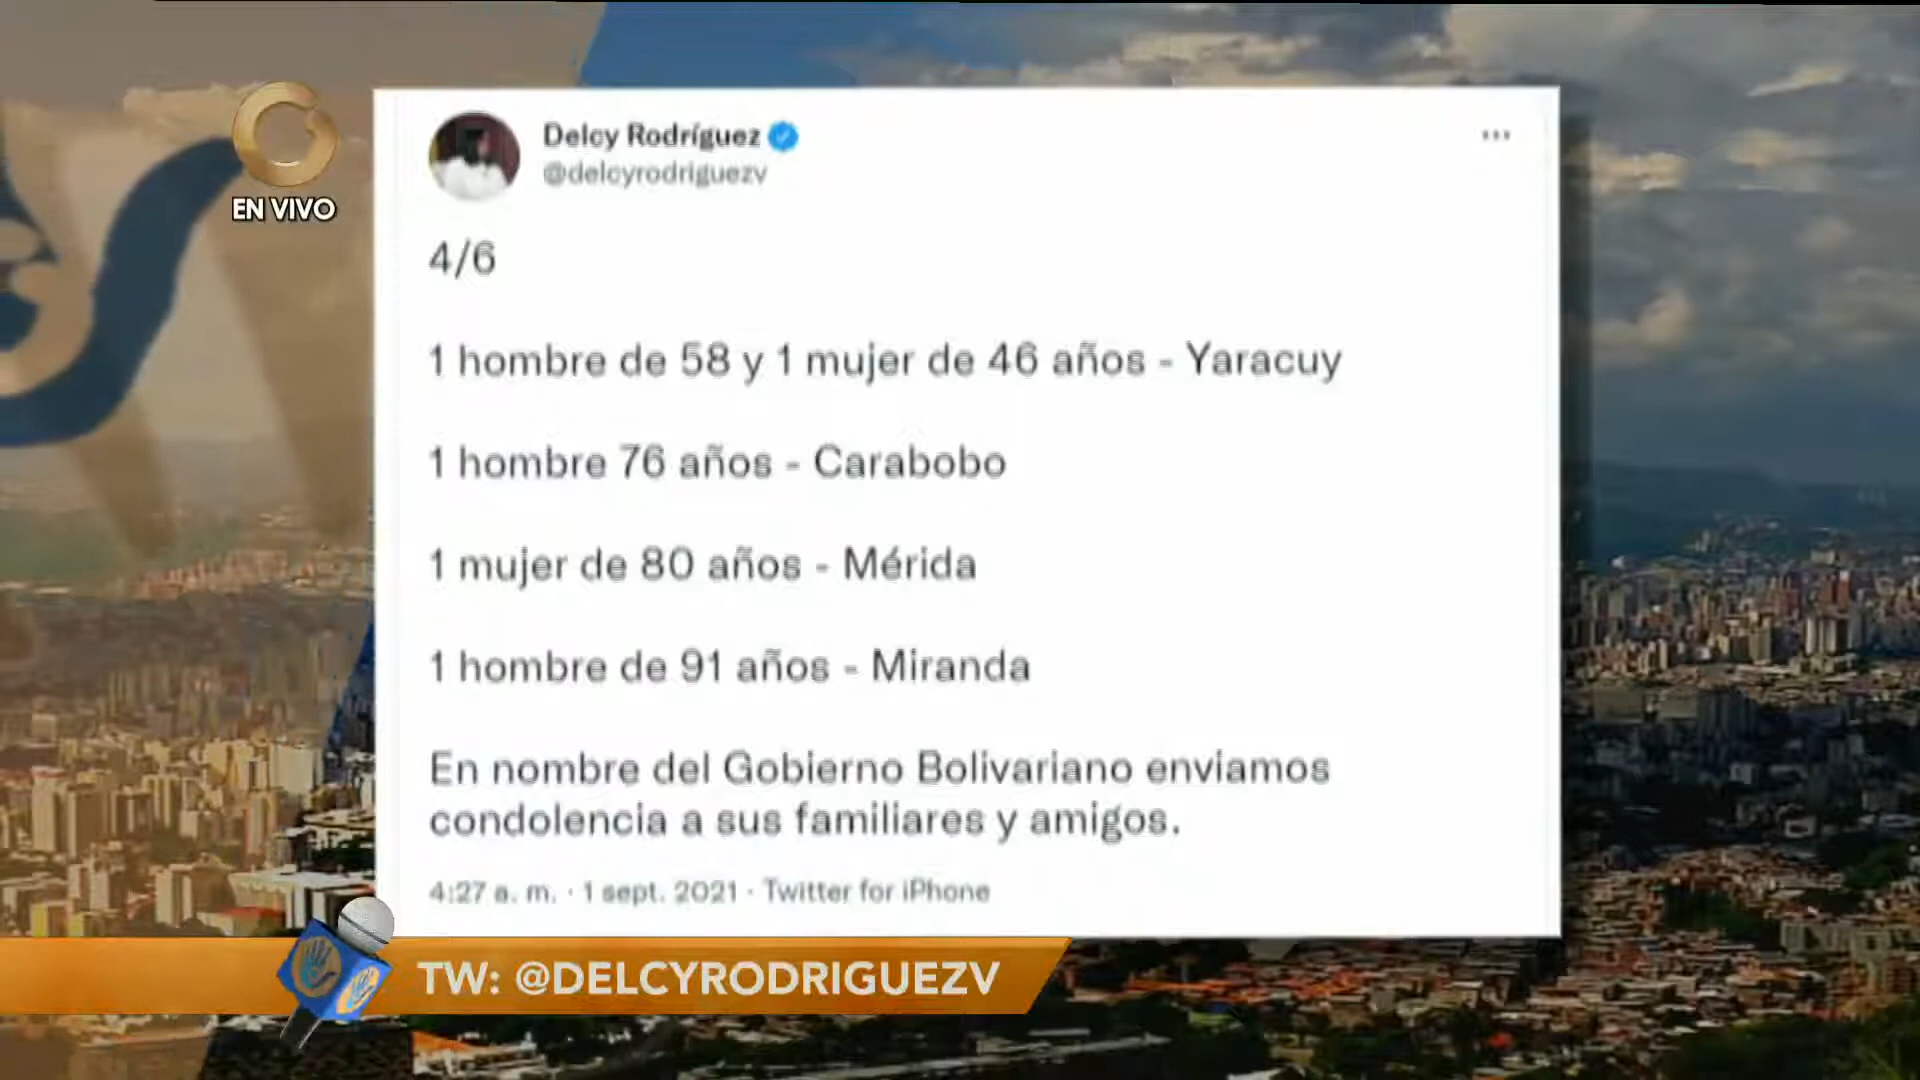 EN VIVO
Delcy Rodríguez
@delcyrodriguezv
4/6
1 hombre de 58 y 1 mujer de 46 años - Yaracuy
1 hombre 76 años - Carabobo
1 mujer de 80 años - Mérida
1 hombre de 91 años - Miranda
En nombre del Gobierno Bolivariano enviamos
condolencia a sus familiares y amigos.
4:27 a. m. · 1 sept. 2021 · Twitter for iPhone
TW: @DELCYRODRIGUEZV